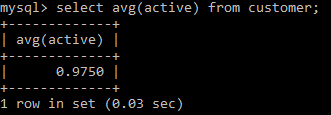 mysql> select avg(active) from customer;
+-------------+
| avg(active) |
+-------------+
|      0.9750 |
+-------------+
1 row in set (0.03 sec)